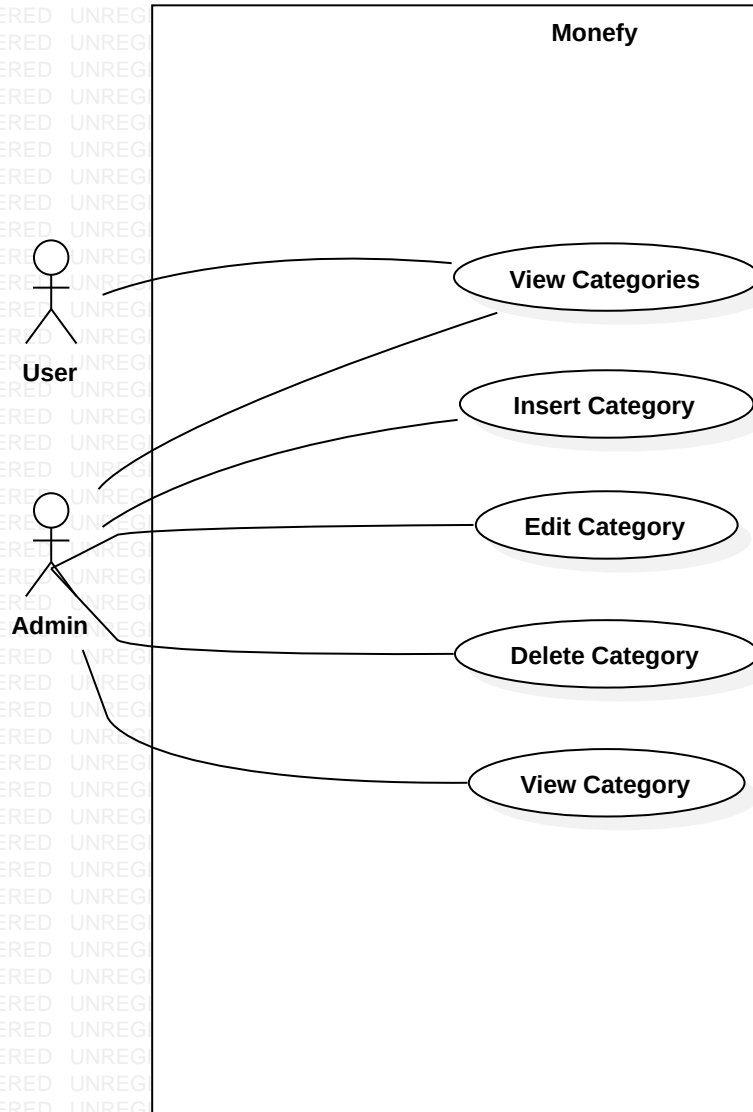 Monefy
View Categories
User
Insert Category
Edit Category
Admin
Delete Category
View Category